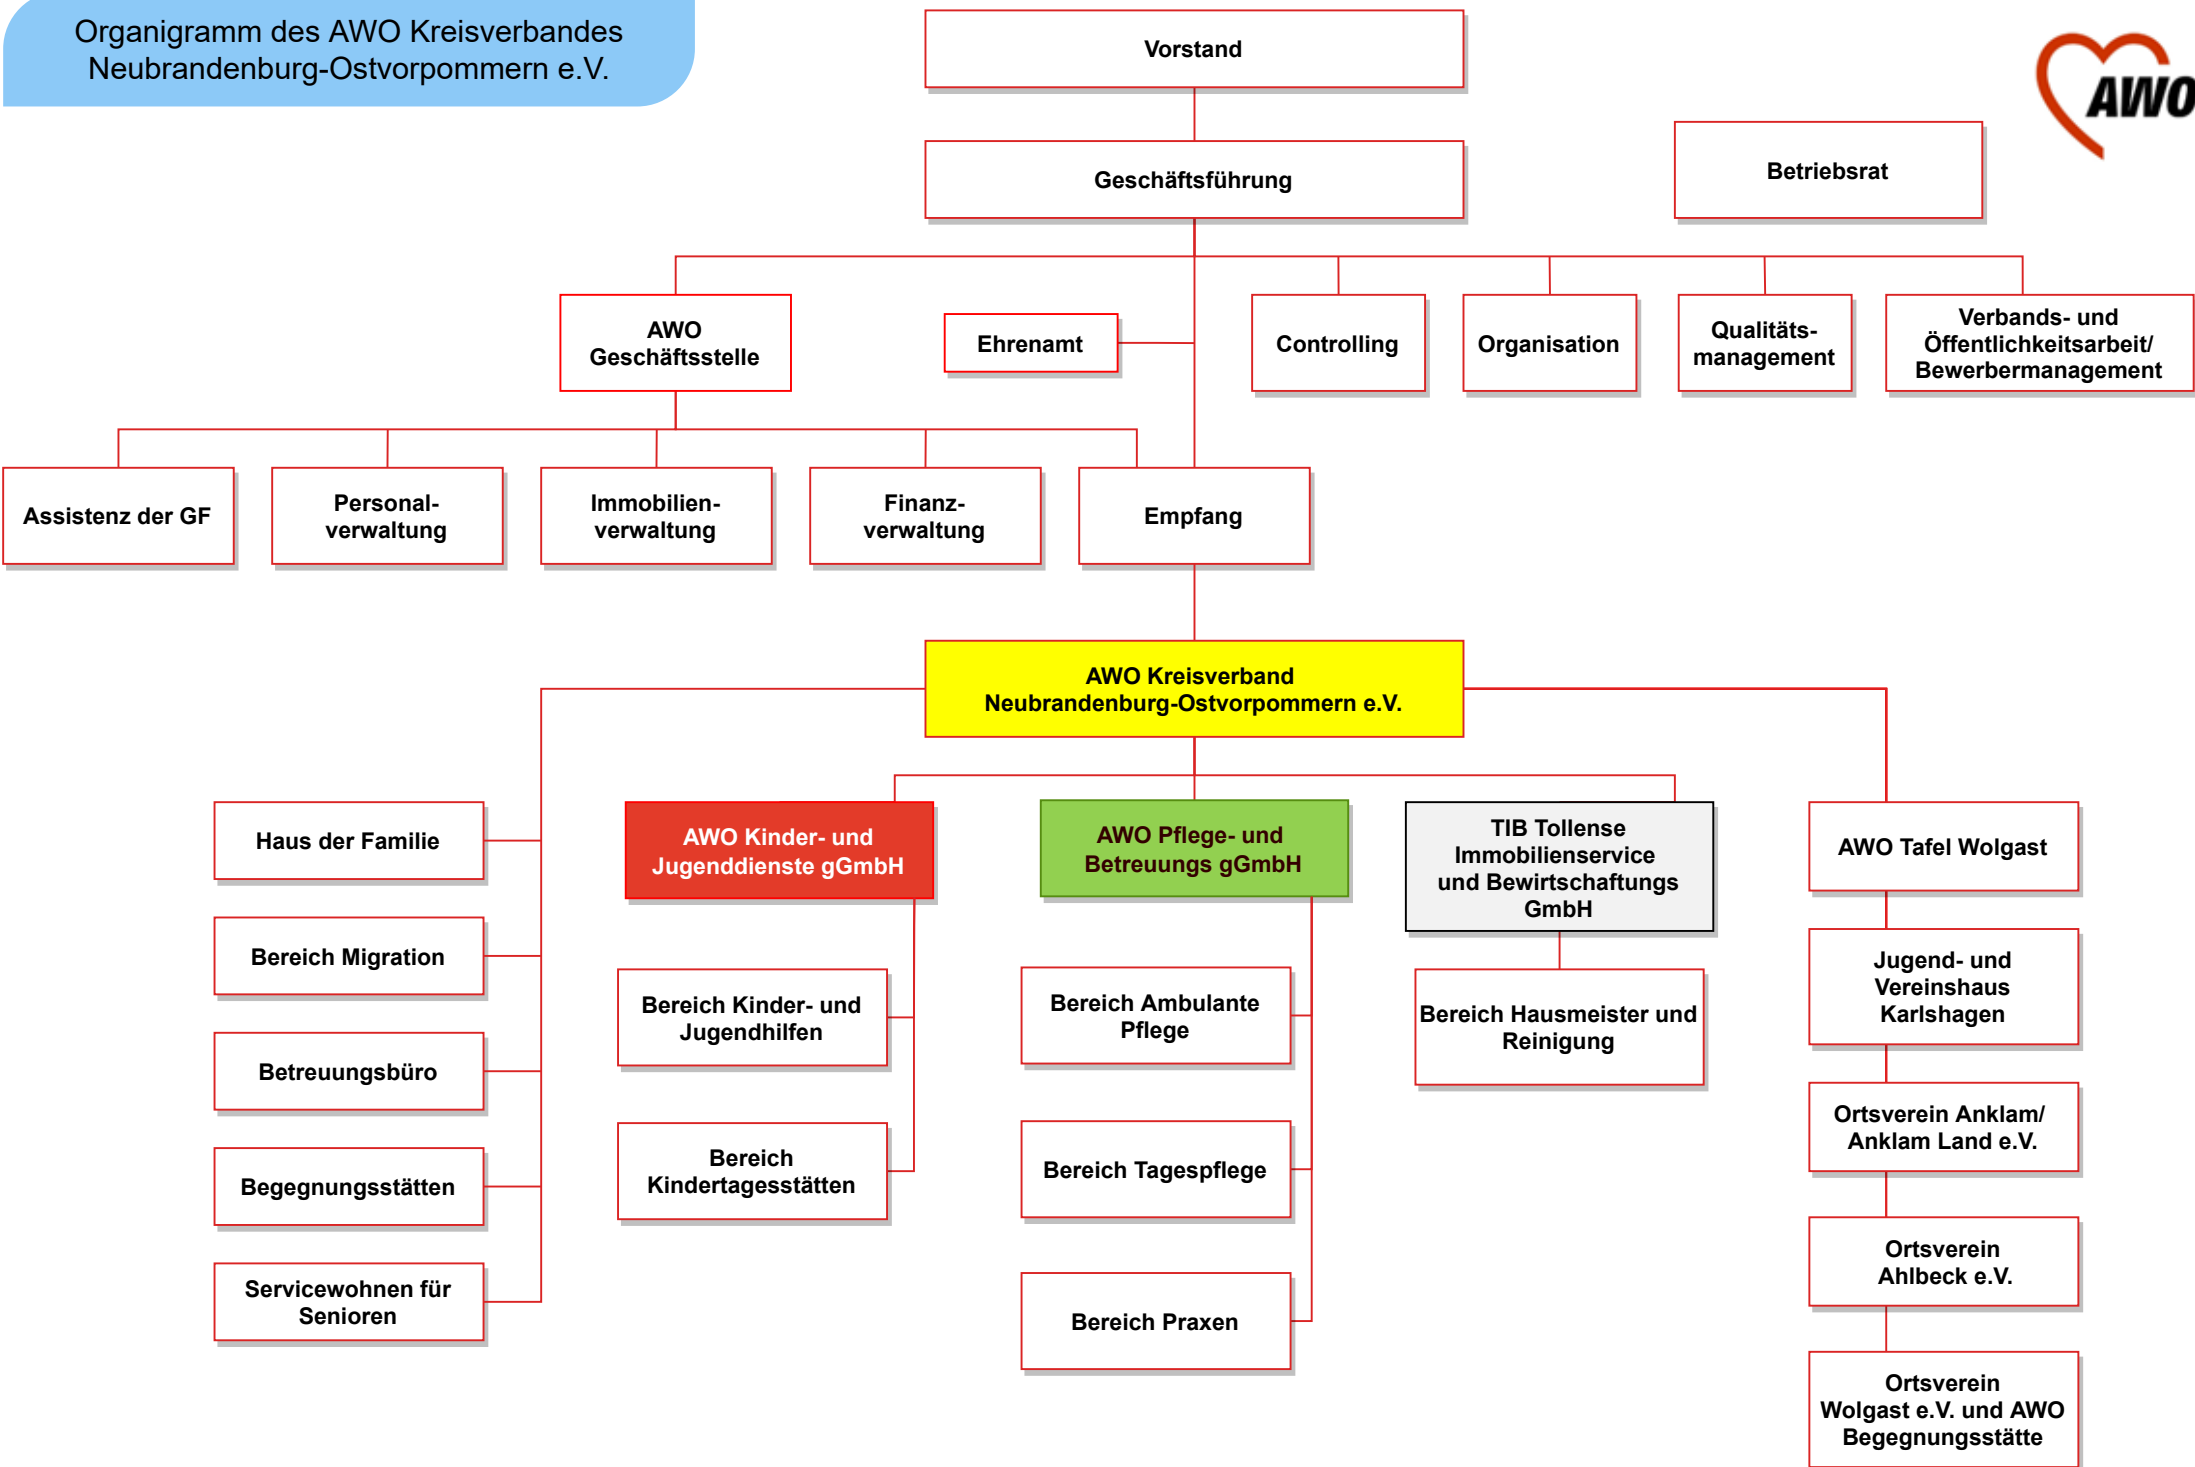 Organigramm des AWO Kreisverbandes
Neubrandenburg-Ostvorpommern e.V.
Vorstand
AWO
Geschäftsführung
Betriebsrat
AWO
Geschäftsstelle
Ehrenamt
Controlling
Organisation
Qualitäts-
management
Verbands- und
Öffentlichkeitsarbeit/
Bewerbermanagement
Assistenz der GF
Personal-
verwaltung
Immobilien-
verwaltung
Finanz-
verwaltung
Empfang
AWO Kreisverband
Neubrandenburg-Ostvorpommern e.V.
Haus der Familie
Bereich Migration
Betreuungsbüro
Begegnungsstätten
Servicewohnen für
Senioren
AWO Kinder- und
Jugenddienste gGmbH
Bereich Kinder- und
Jugendhilfen
Bereich
Kindertagesstätten
AWO Pflege- und
Betreuungs gGmbH
Bereich Ambulante
Pflege
Bereich Tagespflege
Bereich Praxen
TIB Tollense
Immobilienservice
und Bewirtschaftungs
GmbH
Bereich Hausmeister und
Reinigung
AWO Tafel Wolgast
Jugend- und
Vereinshaus
Karlshagen
Ortsverein Anklam/
Anklam Land e.V.
Ortsverein
Ahlbeck e.V.
Ortsverein
Wolgast e.V. und AWO
Begegnungsstätte